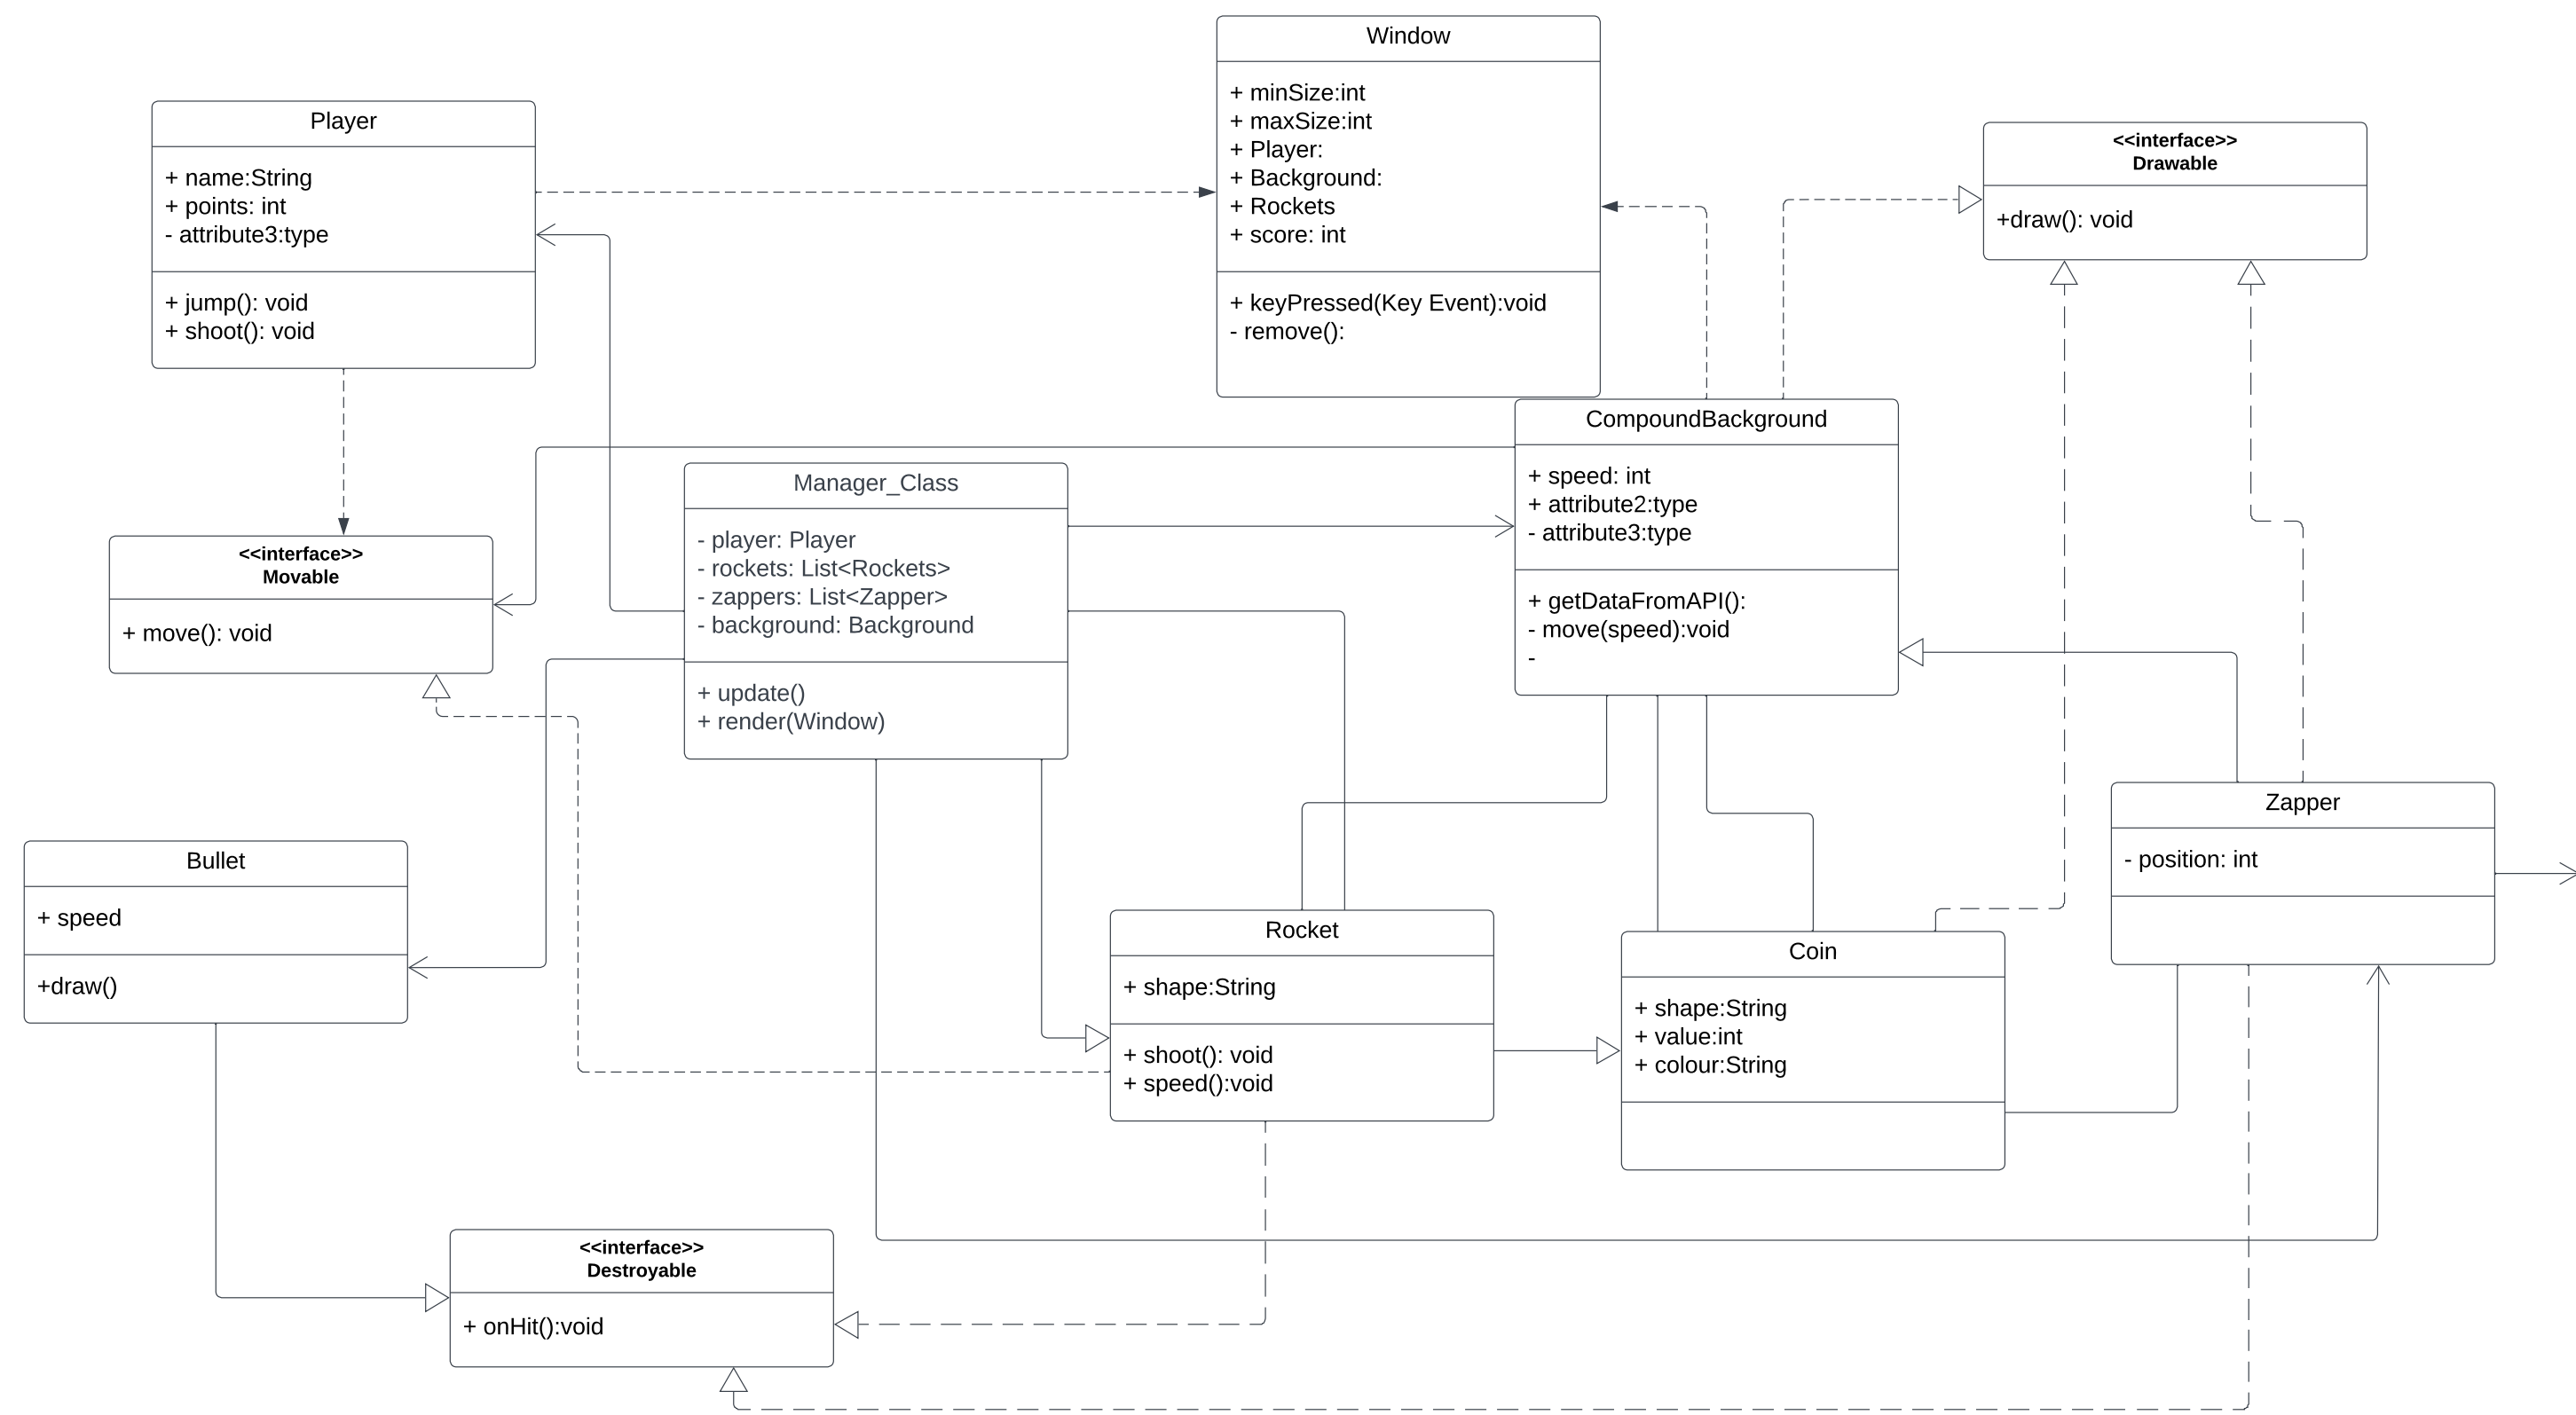 Window
+ minSize:int
+ maxSize:int
+ Player:
+ Background:
+ Rockets
+ score: int
+ keyPressed(Key Event):void
- remove():
Player
+ name:String
+ points: int
- attribute3:type
+ jump(): void
+ shoot(): void
<<interface>>
Drawable
+draw(): void
CompoundBackground
+ speed: int
+ attribute2:type
- attribute3:type
+ getDataFromAPI():
- move(speed):void
-
Manager_Class
- player: Player
- rockets: List<Rockets>
- zappers: List<Zapper>
- background: Background
+ update()
+ render(Window)
<<interface>>
Movable
+ move(): void
Zapper
- position: int
Bullet
+ speed
+draw()
Rocket
+ shape:String
+ shoot(): void
+ speed():void
Coin
+ shape:String
+ value:int
+ colour:String
<<interface>>
Destroyable
+ onHit():void